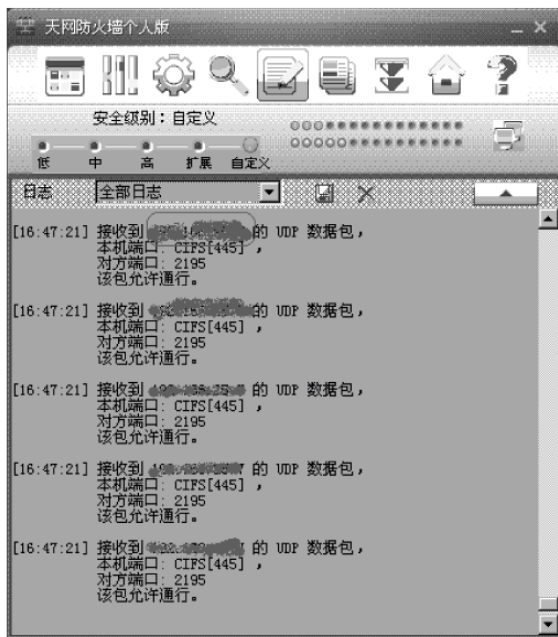 天网防火墙个人版
安全级别：自定义
低 中 高 扩展 自定义
日志 全部日志
[16:47:21] 接收到 的 UDP 数据包，
本机端口: CIFS[445] ，
对方端口: 2195
该包允许通行。
[16:47:21] 接收到 的 UDP 数据包，
本机端口: CIFS[445] ，
对方端口: 2195
该包允许通行。
[16:47:21] 接收到 的 UDP 数据包，
本机端口: CIFS[445] ，
对方端口: 2195
该包允许通行。
[16:47:21] 接收到 的 UDP 数据包，
本机端口: CIFS[445] ，
对方端口: 2195
该包允许通行。
[16:47:21] 接收到 的 UDP 数据包，
本机端口: CIFS[445] ，
对方端口: 2195
该包允许通行。